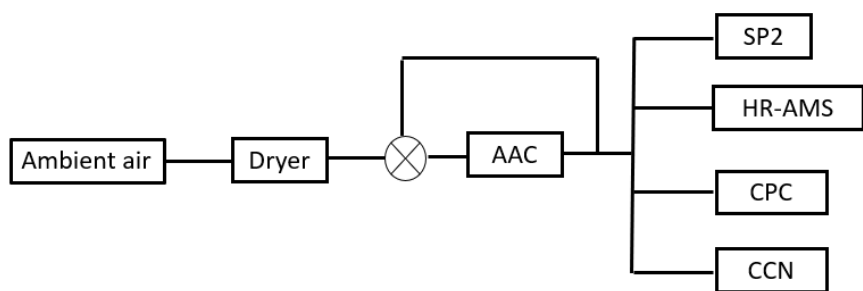 SP2
HR-AMS
Ambient air
Dryer
AAC
CPC
CCN